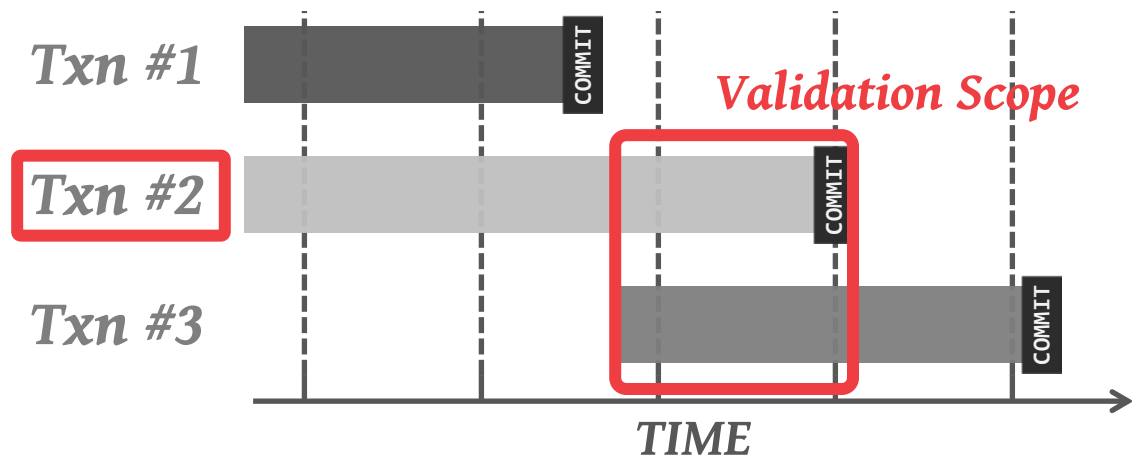 Txn #1
COMMIT
Validation Scope
Txn #2
COMMIT
Txn #3
COMMIT
TIME